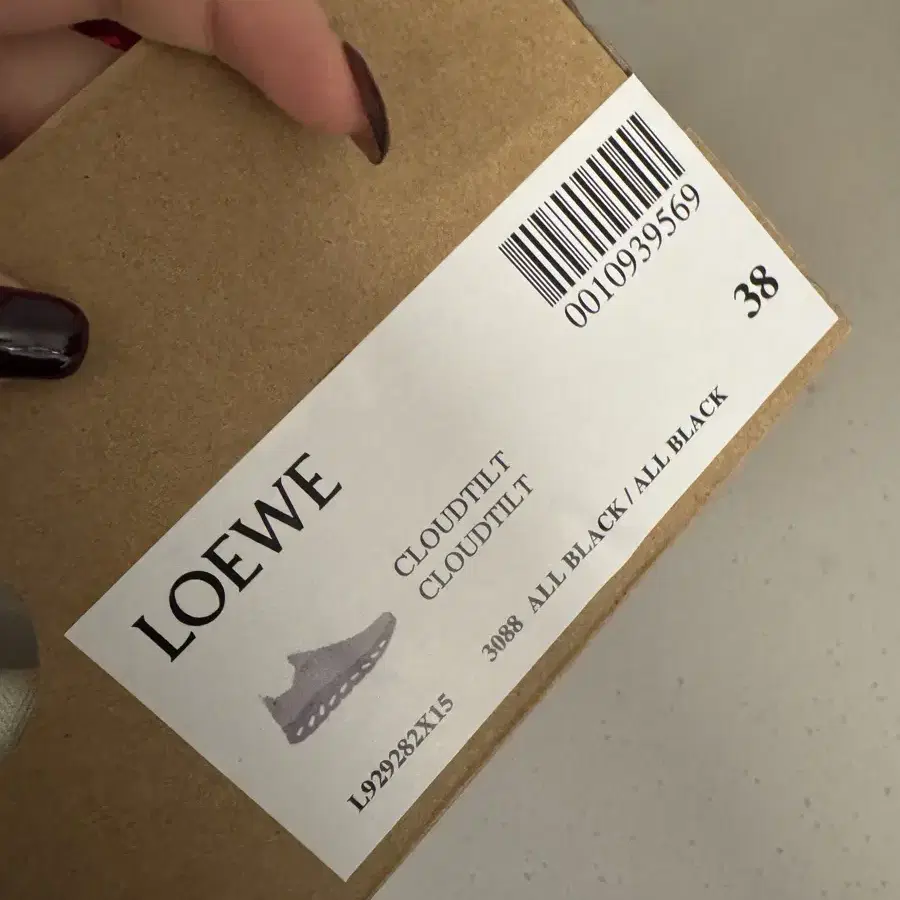 0010939569
38
LOEWE
CLOUDTILT
CLOUDTILT
3088 ALL BLACK / ALL BLACK
L929282X15